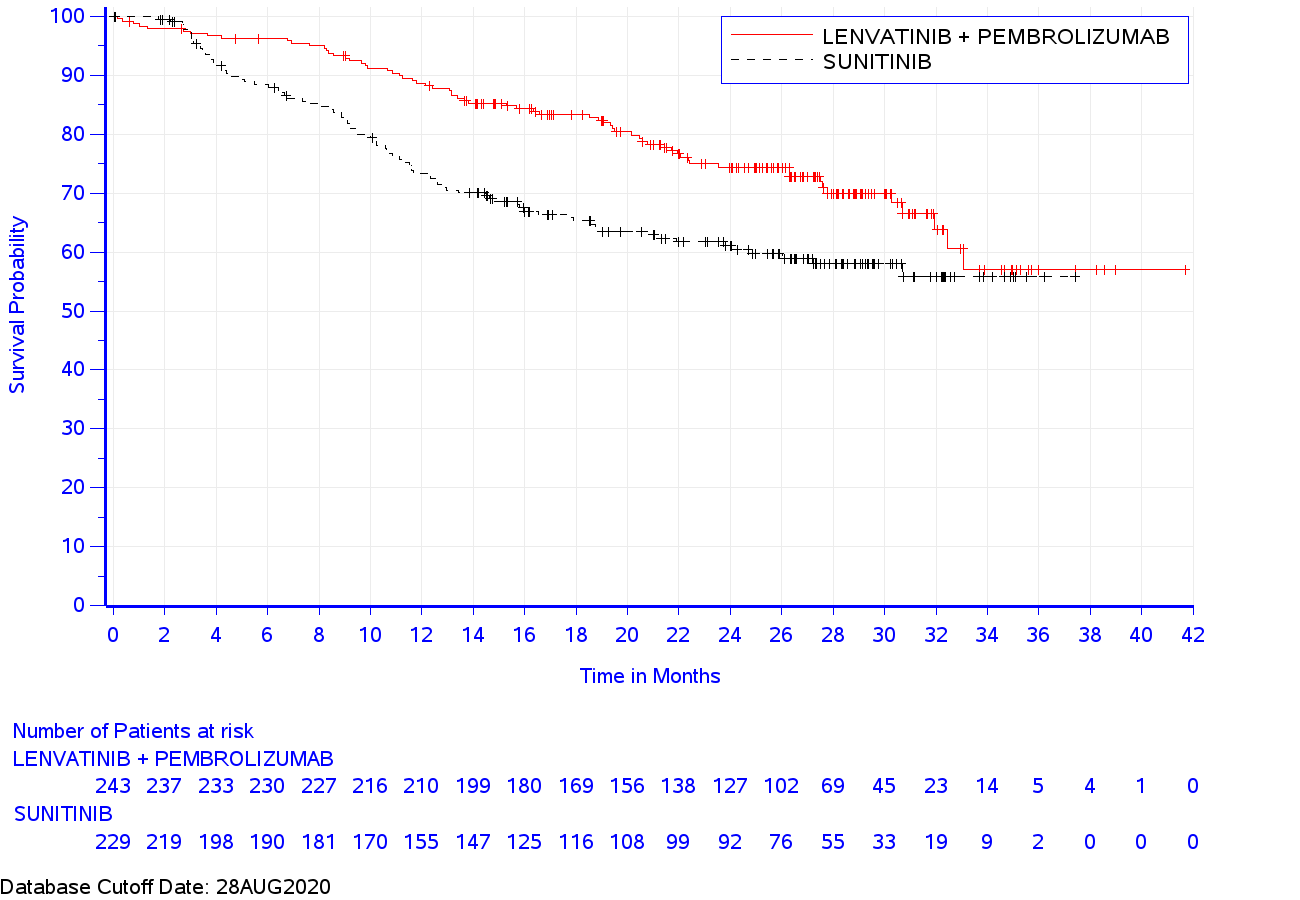 100
90
80
70
60
50
40
30
20
10
0
Survival Probability
LENVATINIB + PEMBROLIZUMAB
SUNITINIB
0 2 4 6 8 10 12 14 16 18 20 22 24 26 28 30 32 34 36 38 40 42
Time in Months
Number of Patients at risk
LENVATINIB + PEMBROLIZUMAB
243 237 233 230 227 216 210 199 180 169 156 138 127 102 69 45 23 14 5 4 1 0
SUNITINIB
229 219 198 190 181 170 155 147 125 116 108 99 92 76 55 33 19 9 2 0 0 0
Database Cutoff Date: 28AUG2020